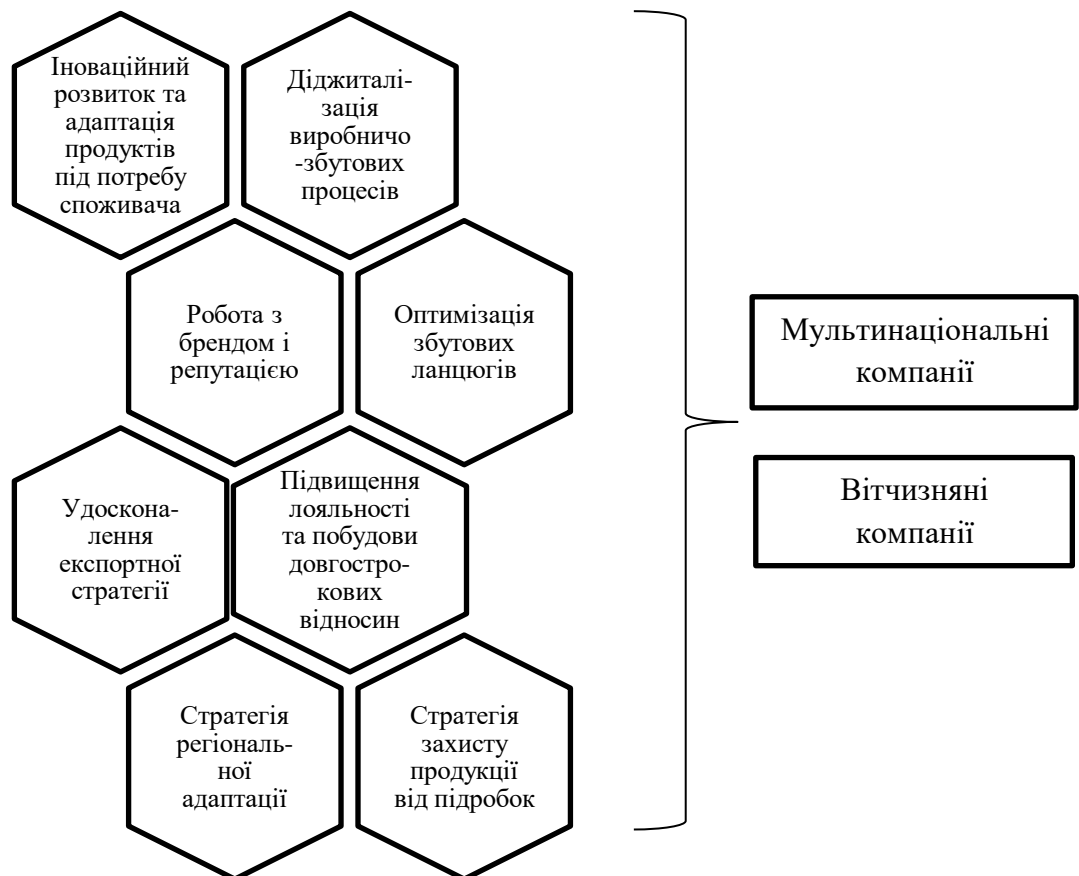 Іноваційний
розвиток та
адаптація
продуктів
під потребу
споживача
Діджиталі-
зація
виробничо
-збутових
процесів
Робота з
брендом і
репутацією
Оптимізація
збутових
ланцюгів
Удоскона-
лення
експортної
стратегії
Підвищення
лояльності
та побудови
довгостро-
кових
відносин
Стратегія
регіональ-
ної
адаптації
Стратегія
захисту
продукції
від підробок
Мультинаціональні
компанії
Вітчизняні
компанії